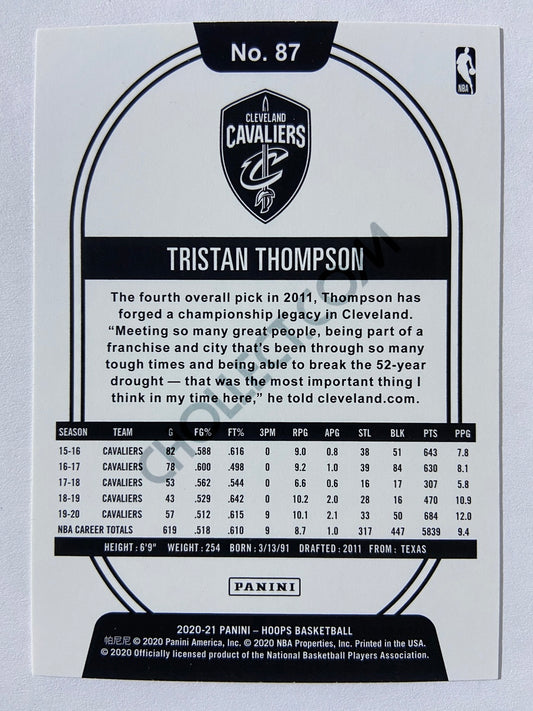 No. 87
NBA
CLEVELAND
CAVALIERS
TRISTAN THOMPSON
The fourth overall pick in 2011, Thompson has
forged a championship legacy in Cleveland.
“Meeting so many great people, being part of a
franchise and city that’s been through so many
tough times and being able to break the 52-year
drought — that was the most important thing I
think in my time here,” he told cleveland.com.
CHOLLECT.COM
SEASON TEAM G FG% FT% 3PM RPG APG STL BLK PTS PPG
15-16 CAVALIERS 82 .588 .616 0 9.0 0.8 38 51 643 7.8
16-17 CAVALIERS 78 .600 .498 0 9.2 1.0 39 84 630 8.1
17-18 CAVALIERS 53 .562 .544 0 6.6 0.6 16 17 307 5.8
18-19 CAVALIERS 43 .529 .642 0 10.2 2.0 28 16 470 10.9
19-20 CAVALIERS 57 .512 .615 9 10.1 2.1 33 50 684 12.0
NBA CAREER TOTALS 619 .518 .610 9 8.7 1.0 317 447 5839 9.4
HEIGHT: 6'9" WEIGHT: 254 BORN: 3/13/91 DRAFTED: 2011 FROM: TEXAS
PANINI
2020-21 PANINI – HOOPS BASKETBALL
帕尼尼 © 2020 Panini America, Inc. © 2020 NBA Properties, Inc. Printed in the USA.
© 2020 Officially licensed product of the National Basketball Players Association.